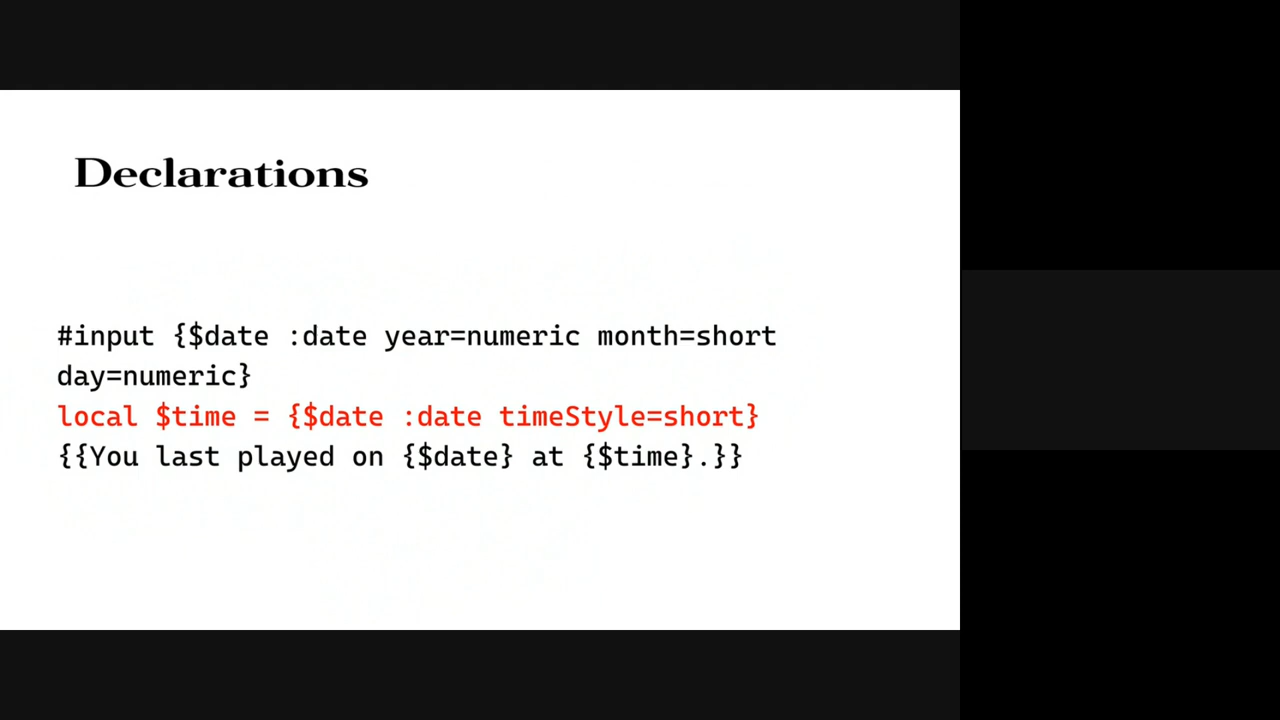 Declarations
#input {$date :date year=numeric month=short
day=numeric}
local $time = {$date :date timeStyle=short}
{{You last played on {$date} at {$time}.}}